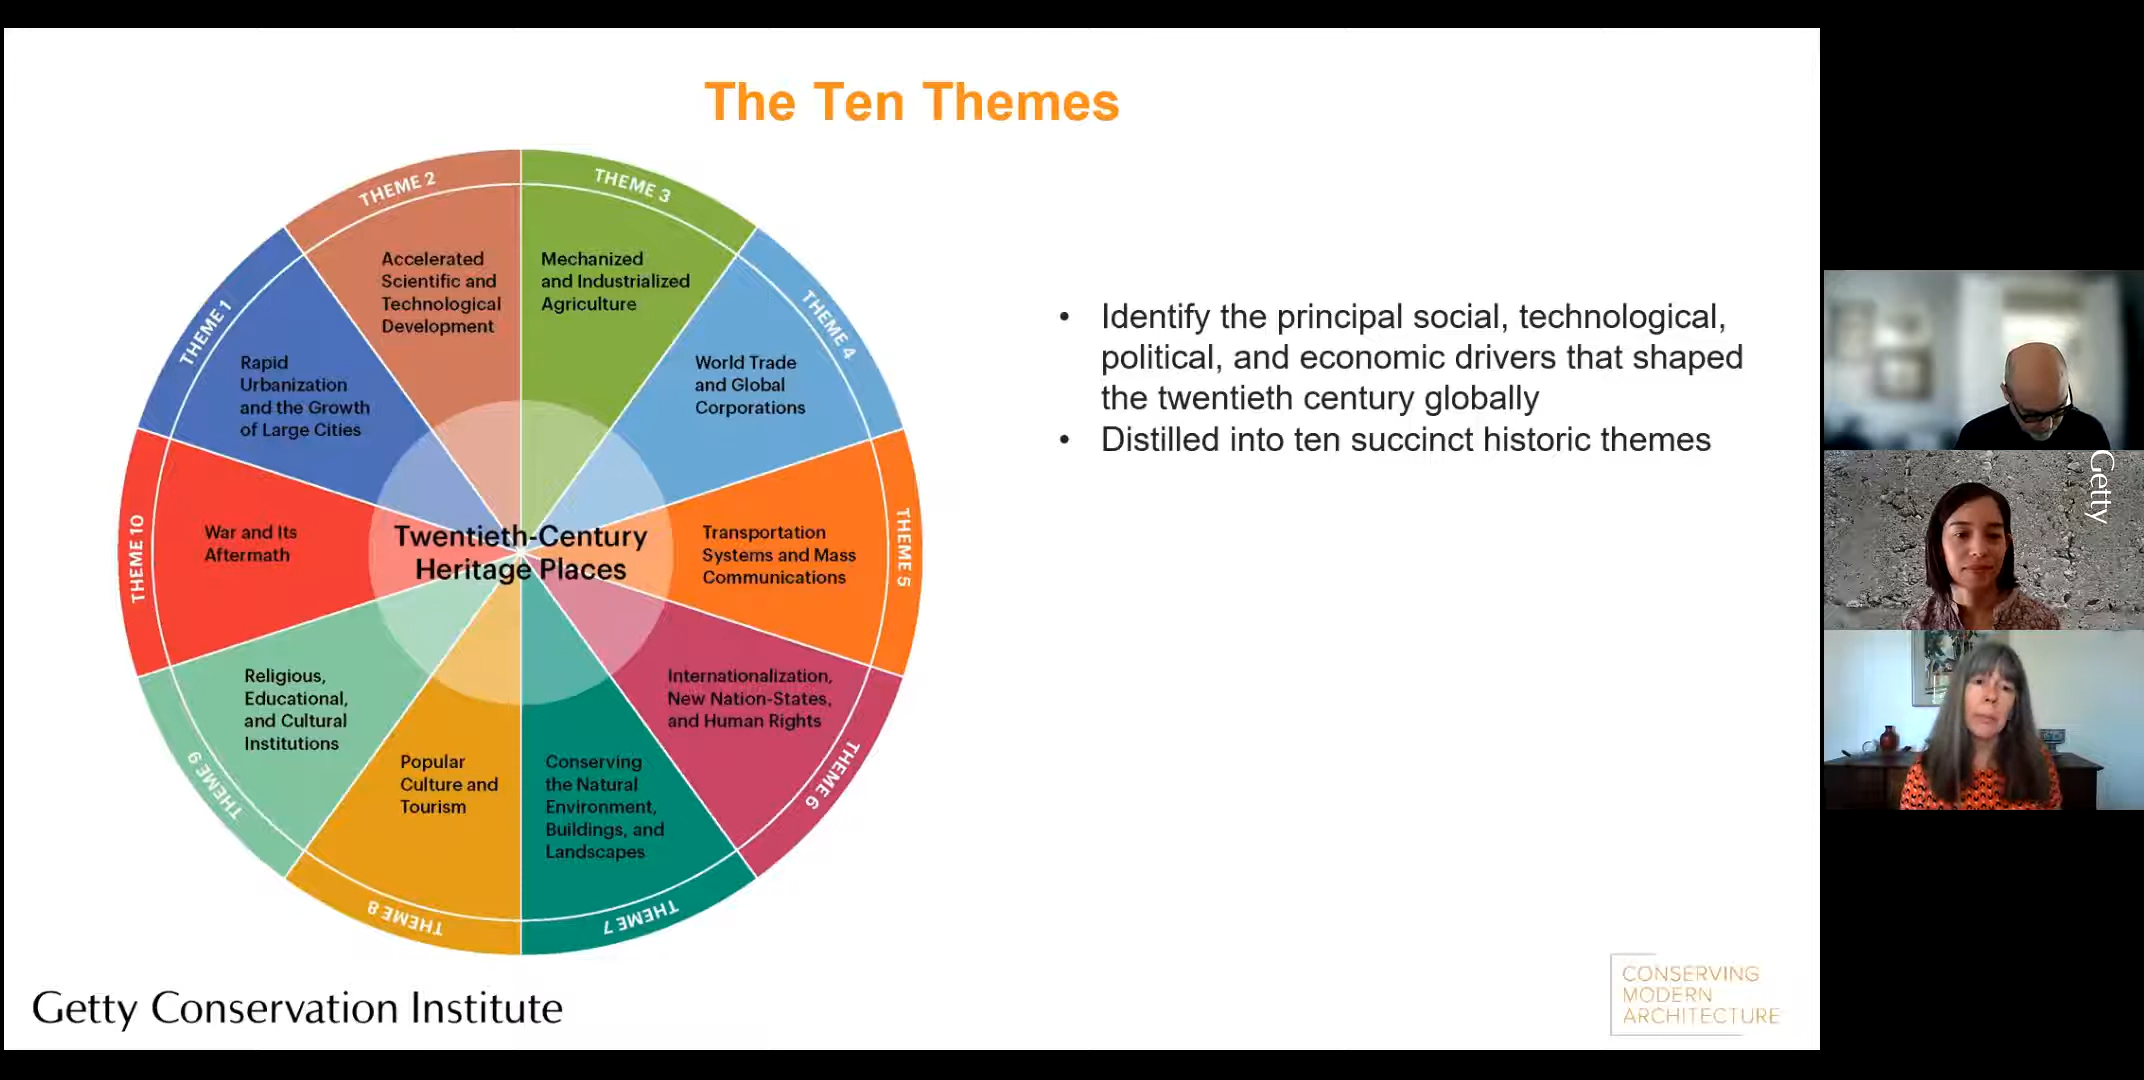 The Ten Themes
THEME 1
Rapid
Urbanization
and the Growth
of Large Cities
THEME 2
Accelerated
Scientific and
Technological
Development
THEME 3
Mechanized
and Industrialized
Agriculture
THEME 4
World Trade
and Global
Corporations
THEME 5
Transportation
Systems and Mass
Communications
THEME 6
Internationalization,
New Nation-States,
and Human Rights
THEME 7
Conserving
the Natural
Environment,
Buildings, and
Landscapes
THEME 8
Popular
Culture and
Tourism
THEME 9
Religious,
Educational,
and Cultural
Institutions
THEME 10
War and Its
Aftermath
Twentieth-Century
Heritage Places
• Identify the principal social, technological,
political, and economic drivers that shaped
the twentieth century globally
• Distilled into ten succinct historic themes
Getty
Getty Conservation Institute
CONSERVING
MODERN
ARCHITECTURE